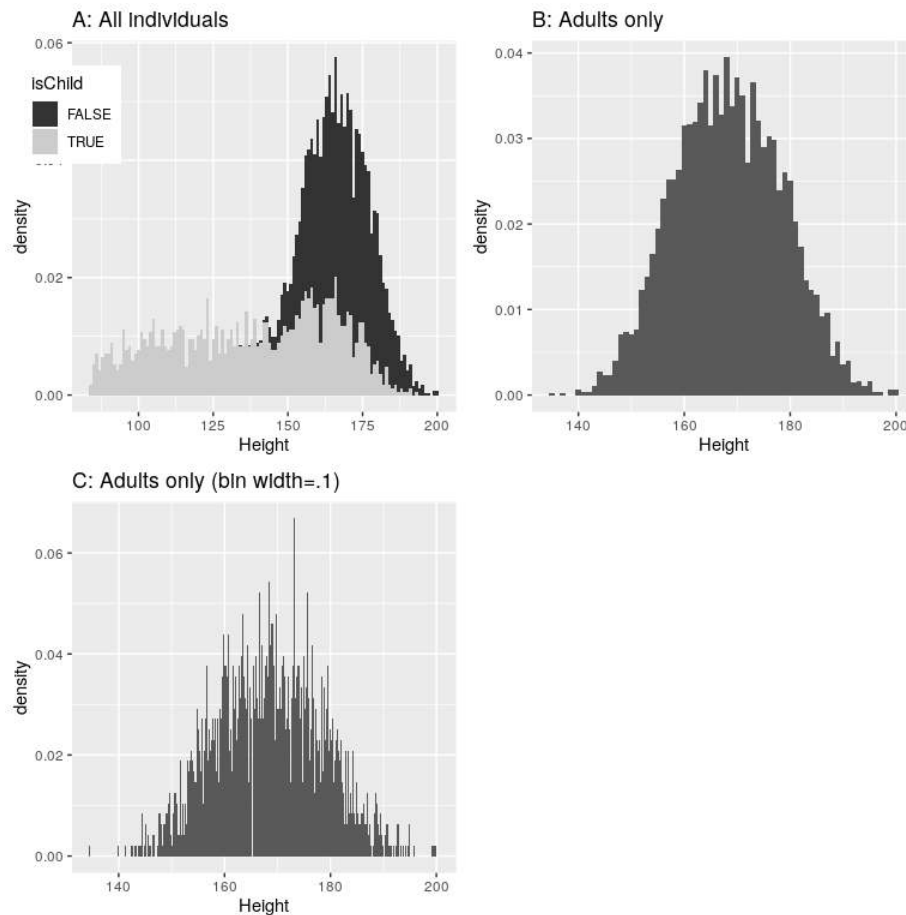 A: All individuals
0.06
0.02
0.00
density
isChild
FALSE
TRUE
100
125
150
175
200
Height
B: Adults only
0.04
0.03
0.02
0.01
0.00
density
140
160
180
200
Height
C: Adults only (bin width=.1)
0.06
0.04
0.02
0.00
density
140
160
180
200
Height